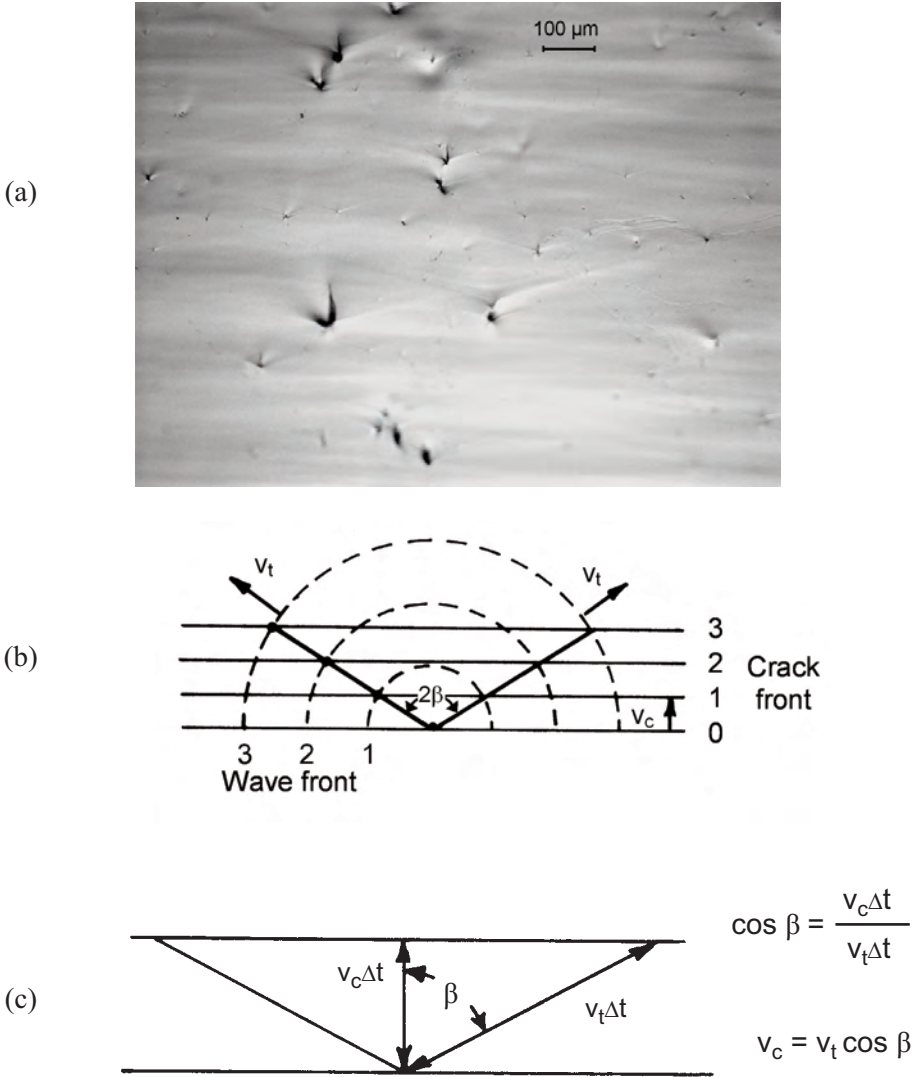 (a)
100 µm
(b)
v_t
v_t
3
2
1
0
2β
v_c
Crack
front
3 2 1
Wave front
(c)
v_cΔt
β
v_tΔt
cos β = v_cΔt / v_tΔt
v_c = v_t cos β